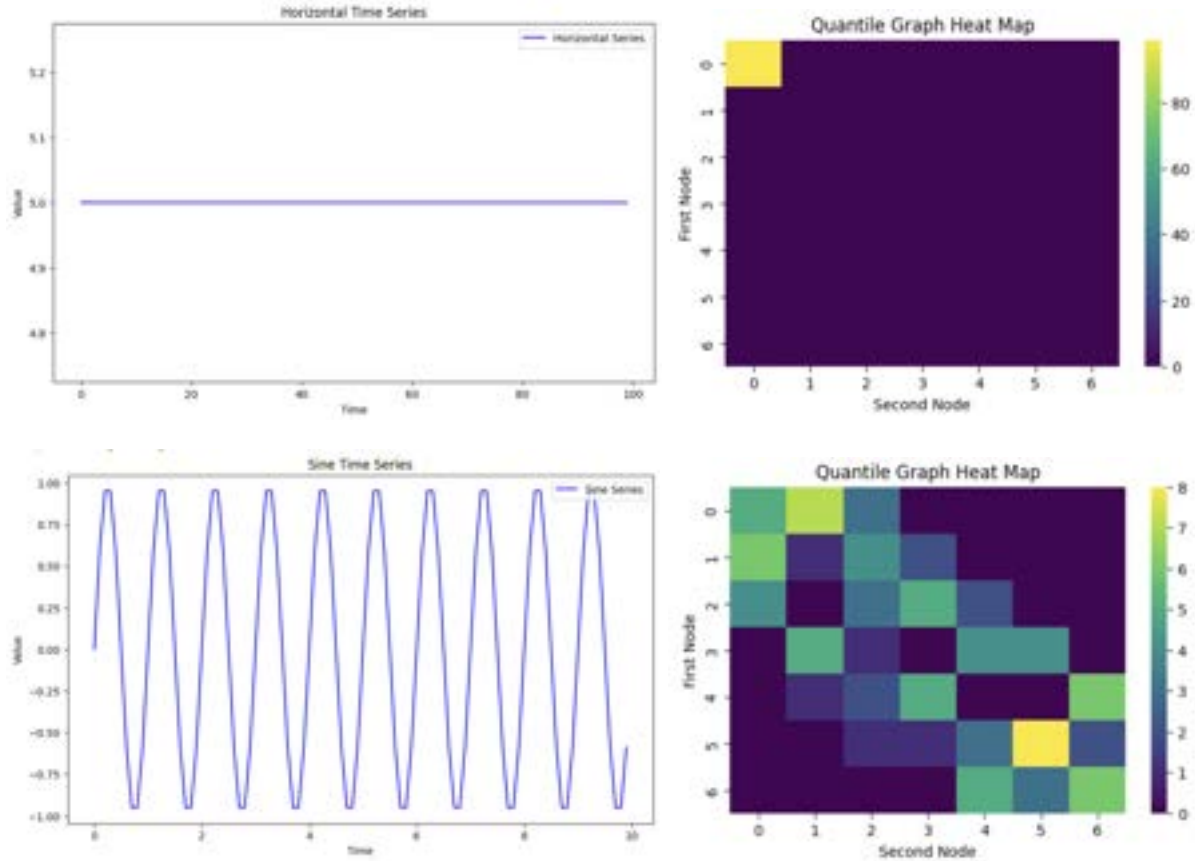 Horizontal Time Series
Horizontal Series
5.2
5.1
5.0
4.9
4.8
Value
0 20 40 60 80 100
Time
Quantile Graph Heat Map
0
1
2
3
4
5
6
First Node
0 1 2 3 4 5 6
Second Node
80
60
40
20
0
Sine Time Series
Sine Series
1.00
0.75
0.50
0.25
0.00
−0.25
−0.50
−0.75
−1.00
Value
0 2 4 6 8 10
Time
Quantile Graph Heat Map
0
1
2
3
4
5
6
First Node
0 1 2 3 4 5 6
Second Node
8
7
6
5
4
3
2
1
0